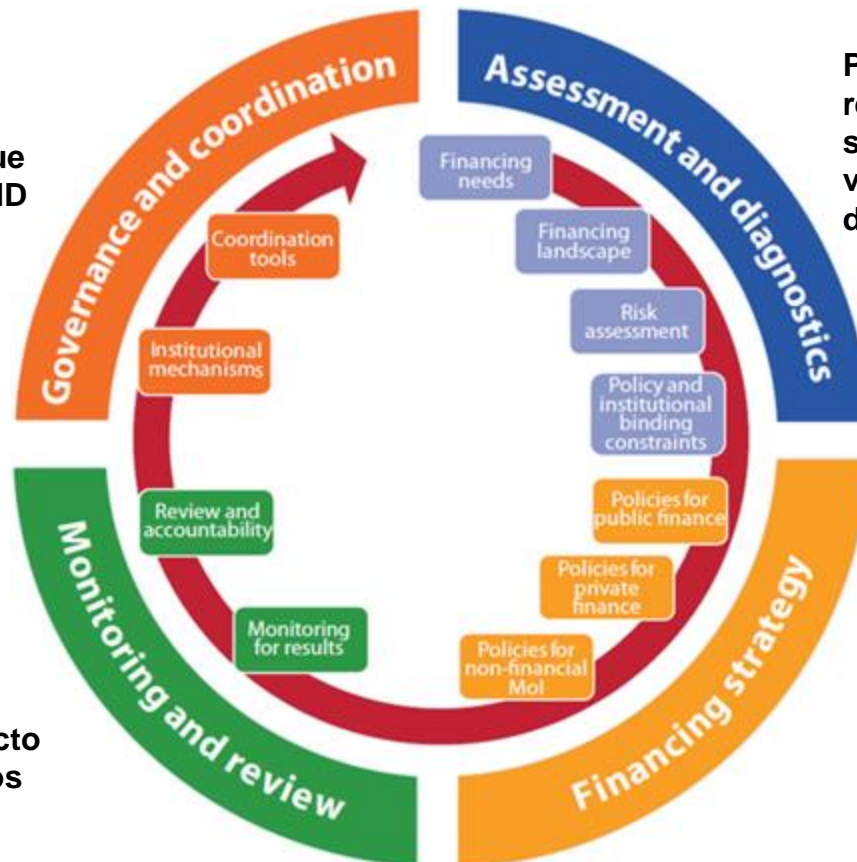 Governance and coordination
Assessment and diagnostics
Financing
needs
Financing
landscape
Risk
assessment
Policy and
institutional
binding
constraints
Policies for
public finance
Policies for
private
finance
Policies for
non-financial
MoI
Financing strategy
Monitoring
for results
Review and
accountability
Monitoring and review
Institutional
mechanisms
Coordination
tools